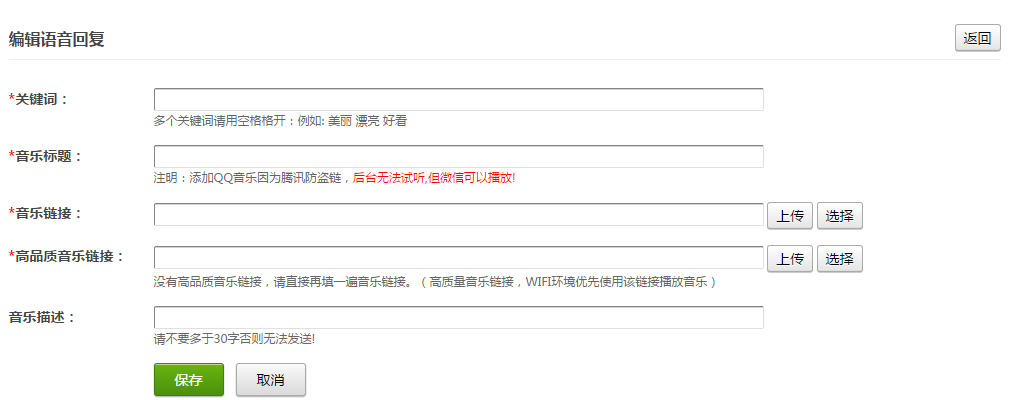 编辑语音回复 返回
*关键词：
多个关键词请用空格格开：例如: 美丽 漂亮 好看
*音乐标题：
注明：添加QQ音乐因为腾讯防盗链，后台无法试听,但微信可以播放!
*音乐链接： 上传 选择
*高品质音乐链接： 上传 选择
没有高品质音乐链接，请直接再填一遍音乐链接。（高质量音乐链接，WIFI环境优先使用该链接播放音乐）
音乐描述：
请不要多于30字否则无法发送!
保存 取消